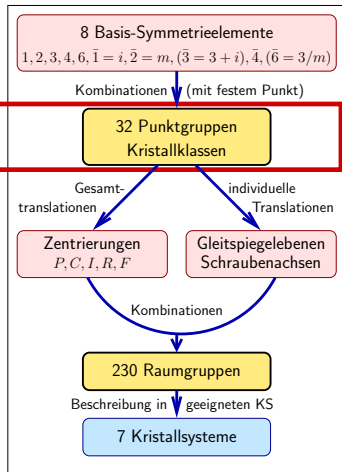 8 Basis-Symmetrieelemente
1, 2, 3, 4, 6, 1̄ = i, 2̄ = m, (3̄ = 3 + i), 4̄, (6̄ = 3/m)
Kombinationen (mit festem Punkt)
32 Punktgruppen
Kristallklassen
Gesamt-
translationen
individuelle
Translationen
Zentrierungen
P, C, I, R, F
Gleitspiegelebenen
Schraubenachsen
Kombinationen
230 Raumgruppen
Beschreibung in geeigneten KS
7 Kristallsysteme